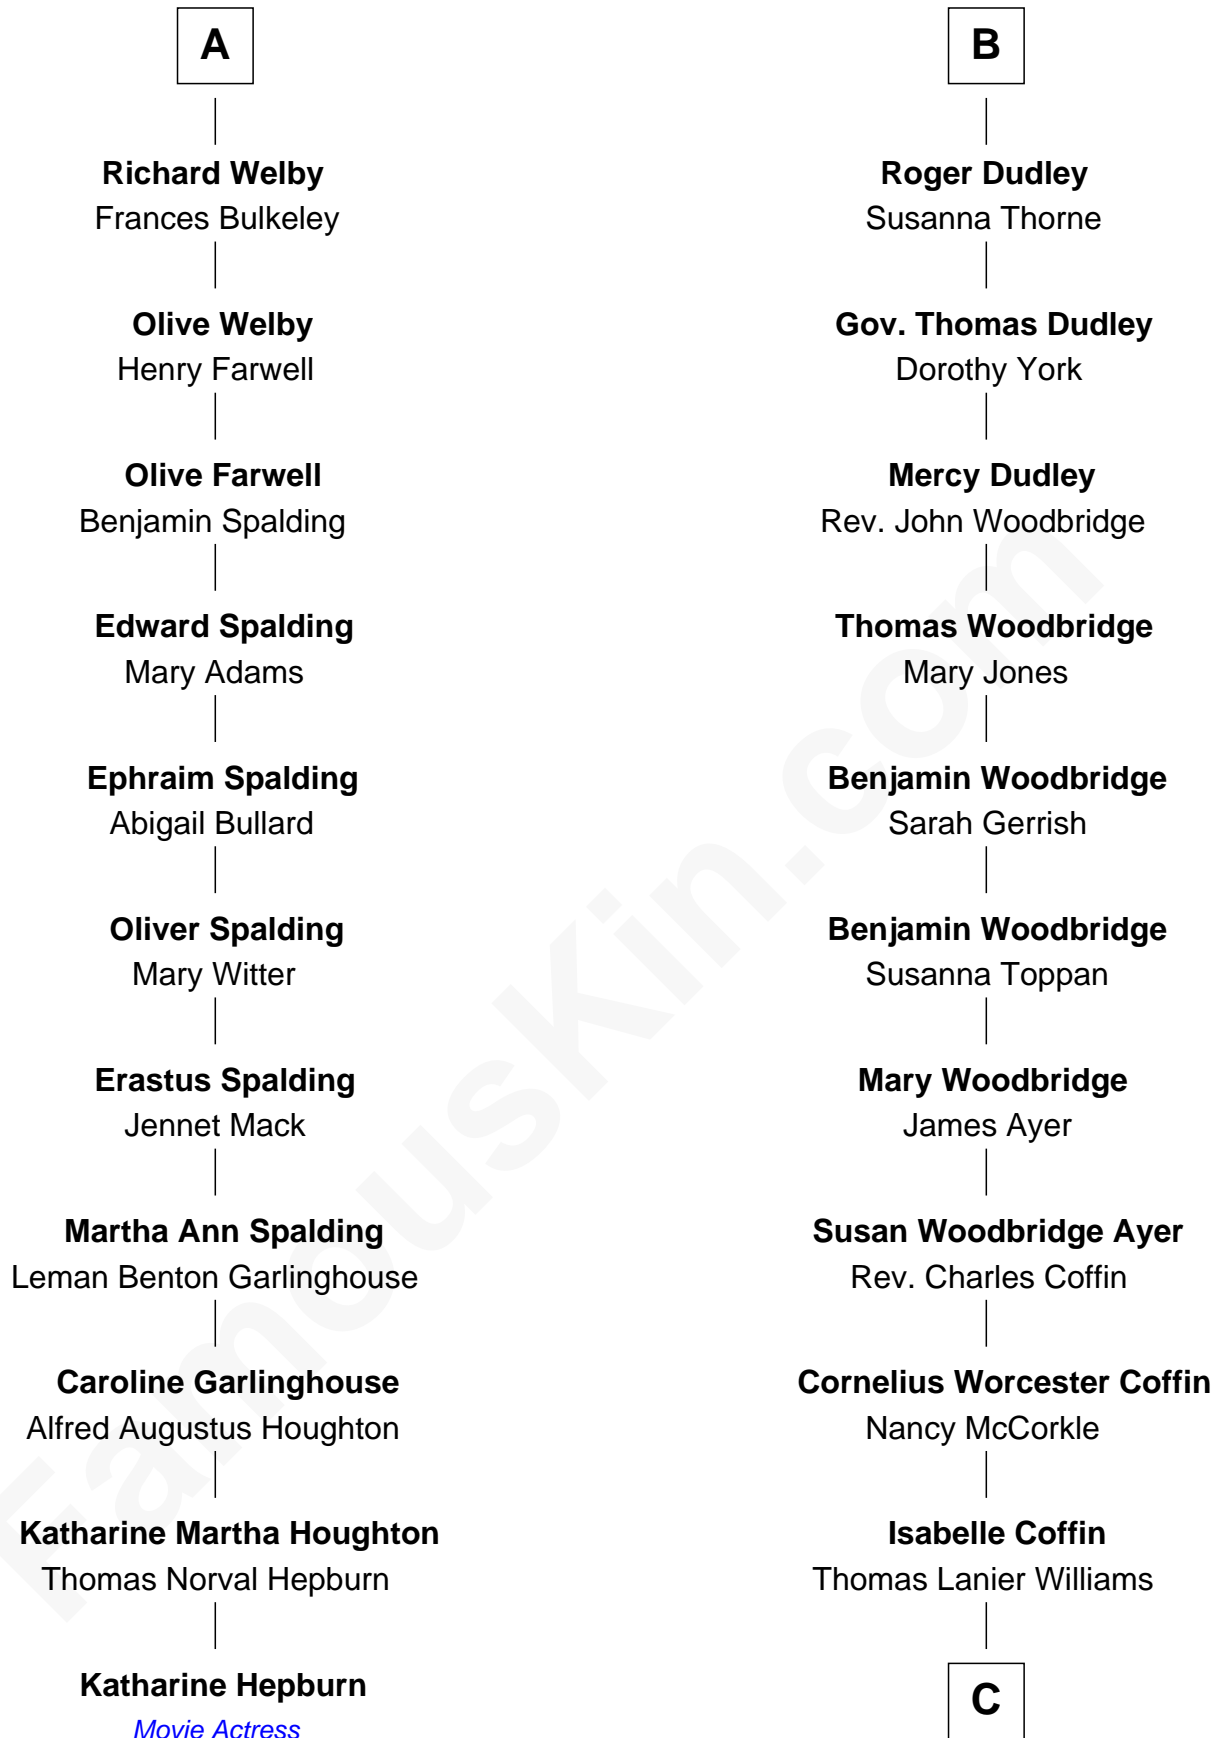 A
Richard Welby
Frances Bulkeley
Olive Welby
Henry Farwell
Olive Farwell
Benjamin Spalding
Edward Spalding
Mary Adams
Ephraim Spalding
Abigail Bullard
Oliver Spalding
Mary Witter
Erastus Spalding
Jennet Mack
Martha Ann Spalding
Leman Benton Garlinghouse
Caroline Garlinghouse
Alfred Augustus Houghton
Katharine Martha Houghton
Thomas Norval Hepburn
Katharine Hepburn
Movie Actress
B
Roger Dudley
Susanna Thorne
Gov. Thomas Dudley
Dorothy York
Mercy Dudley
Rev. John Woodbridge
Thomas Woodbridge
Mary Jones
Benjamin Woodbridge
Sarah Gerrish
Benjamin Woodbridge
Susanna Toppan
Mary Woodbridge
James Ayer
Susan Woodbridge Ayer
Rev. Charles Coffin
Cornelius Worcester Coffin
Nancy McCorkle
Isabelle Coffin
Thomas Lanier Williams
C
FamousKin.com